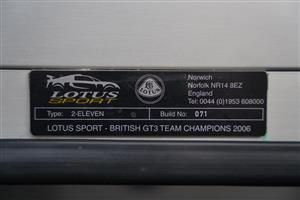 LOTUS
SPORT
LOTUS
Norwich
Norfolk NR14 8EZ
England
Tel: 0044 (0) 1953 608000
Type: 2-ELEVEN
Build No: 071
LOTUS SPORT - BRITISH GT3 TEAM CHAMPIONS 2006